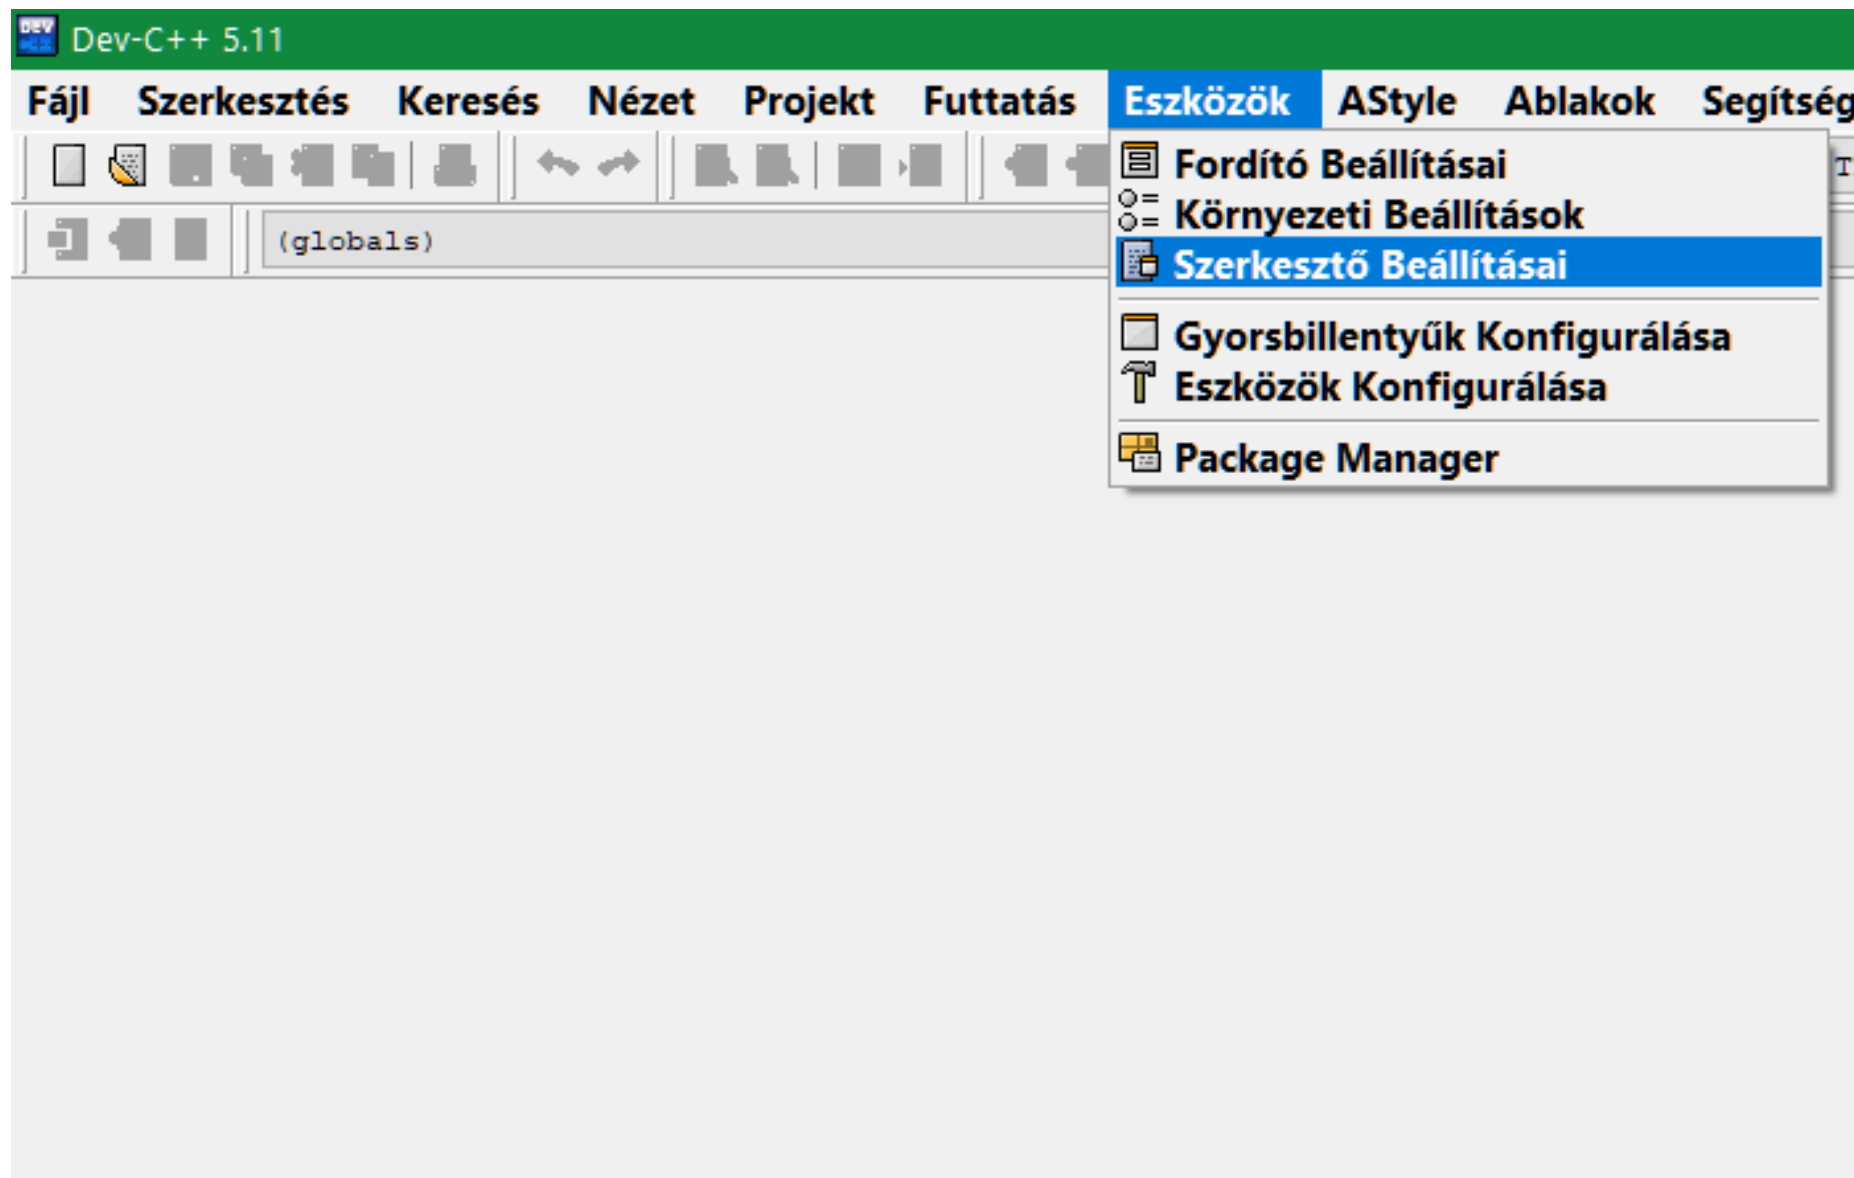 Dev-C++ 5.11
Fájl Szerkesztés Keresés Nézet Projekt Futtatás Eszközök AStyle Ablakok Segítség
(globals)
Fordító Beállításai
Környezeti Beállítások
Szerkesztő Beállításai
Gyorsbillentyűk Konfigurálása
Eszközök Konfigurálása
Package Manager